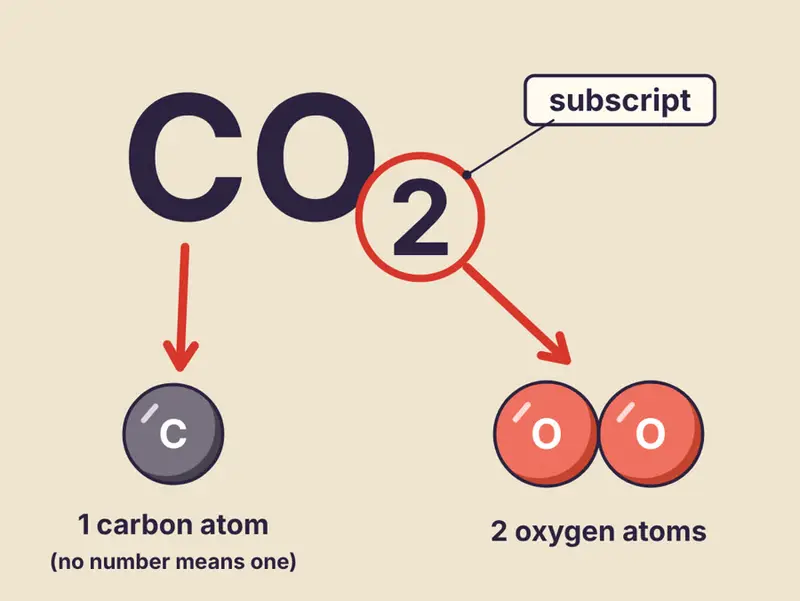 subscript
CO2
C
O O
1 carbon atom
(no number means one)
2 oxygen atoms